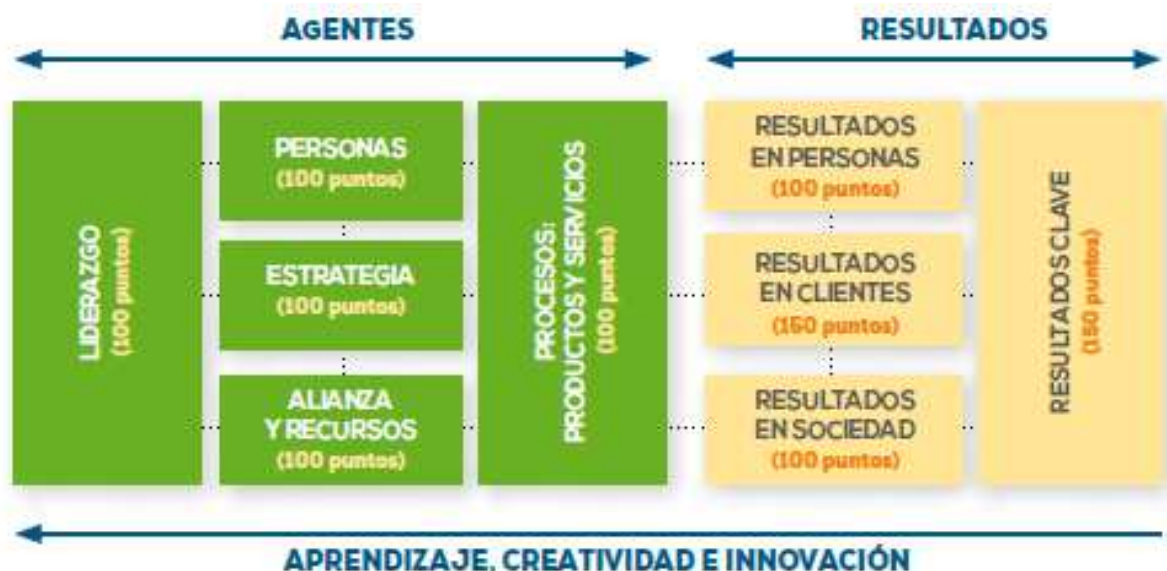 AGENTES
RESULTADOS
LIDERAZGO
(100 puntos)
PERSONAS
(100 puntos)
ESTRATEGIA
(100 puntos)
ALIANZA
Y RECURSOS
(100 puntos)
PROCESOS:
PRODUCTOS Y SERVICIOS
(100 puntos)
RESULTADOS
EN PERSONAS
(100 puntos)
RESULTADOS
EN CLIENTES
(150 puntos)
RESULTADOS
EN SOCIEDAD
(100 puntos)
RESULTADOS CLAVE
(150 puntos)
APRENDIZAJE, CREATIVIDAD E INNOVACIÓN